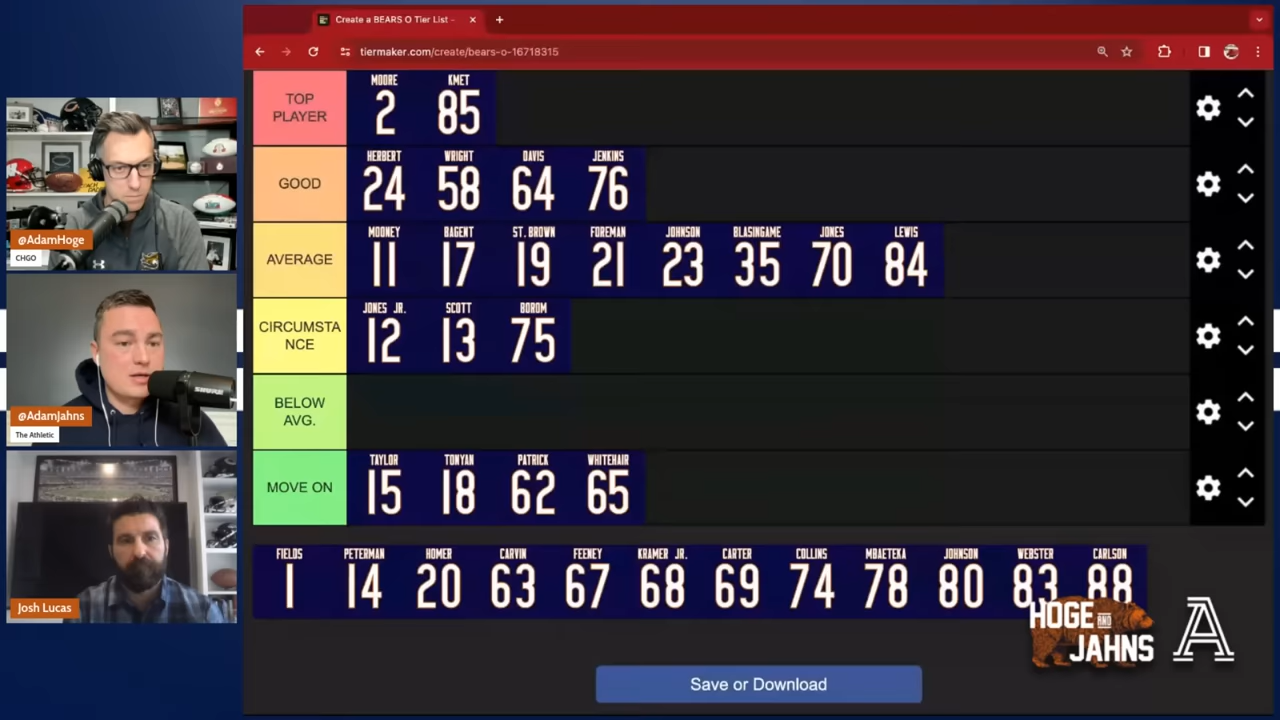 Create a BEARS O Tier List -
tiermaker.com/create/bears-o-16718315
TOP PLAYER
MOORE KMET
2 85
GOOD
HERBERT WRIGHT DAVIS JENKINS
24 58 64 76
AVERAGE
MOONEY BAGENT ST. BROWN FOREMAN JOHNSON BLASINGAME JONES LEWIS
11 17 19 21 23 35 70 84
CIRCUMSTA
NCE
JONES JR. SCOTT BOROM
12 13 75
BELOW
AVG.
MOVE ON
TAYLOR TONYAN PATRICK WHITEHAIR
15 18 62 65
FIELDS PETERMAN HOMER CARVIN FEENEY KRAMER JR. CARTER COLLINS MBAETEKA JOHNSON WEBSTER CARLSON
1 14 20 63 67 68 69 74 78 80 83 88
Save or Download
@AdamHoge
CHGO
@AdamJahns
The Athletic
Josh Lucas
HOGE AND
JAHNS
A
SHURE